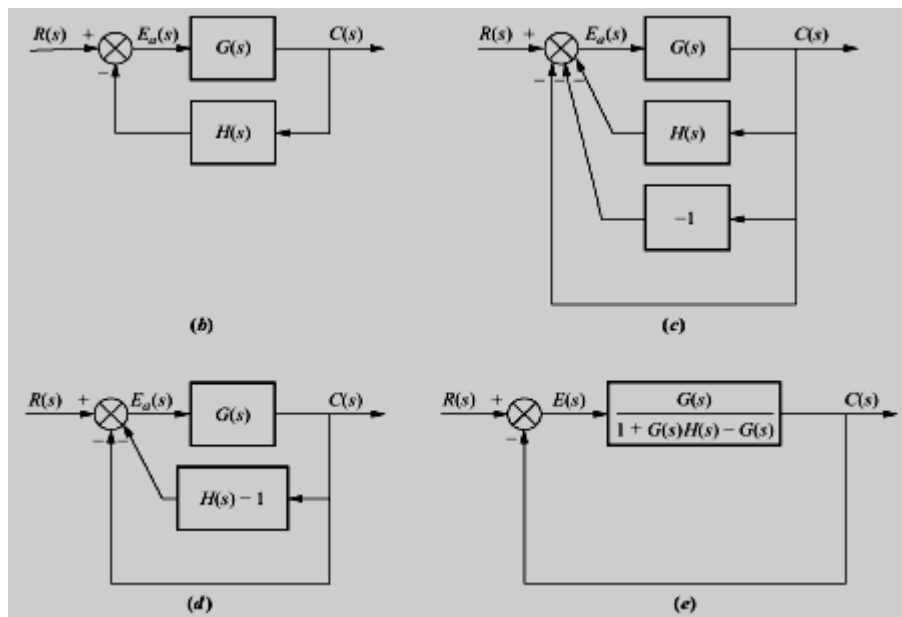 R(s) + E_a(s) G(s) C(s)
−
H(s)
(b)
R(s) + E_a(s) G(s) C(s)
− − −
H(s)
−1
(c)
R(s) + E_a(s) G(s) C(s)
− −
H(s) − 1
(d)
R(s) + E(s) G(s) C(s)
1 + G(s)H(s) − G(s)
−
(e)